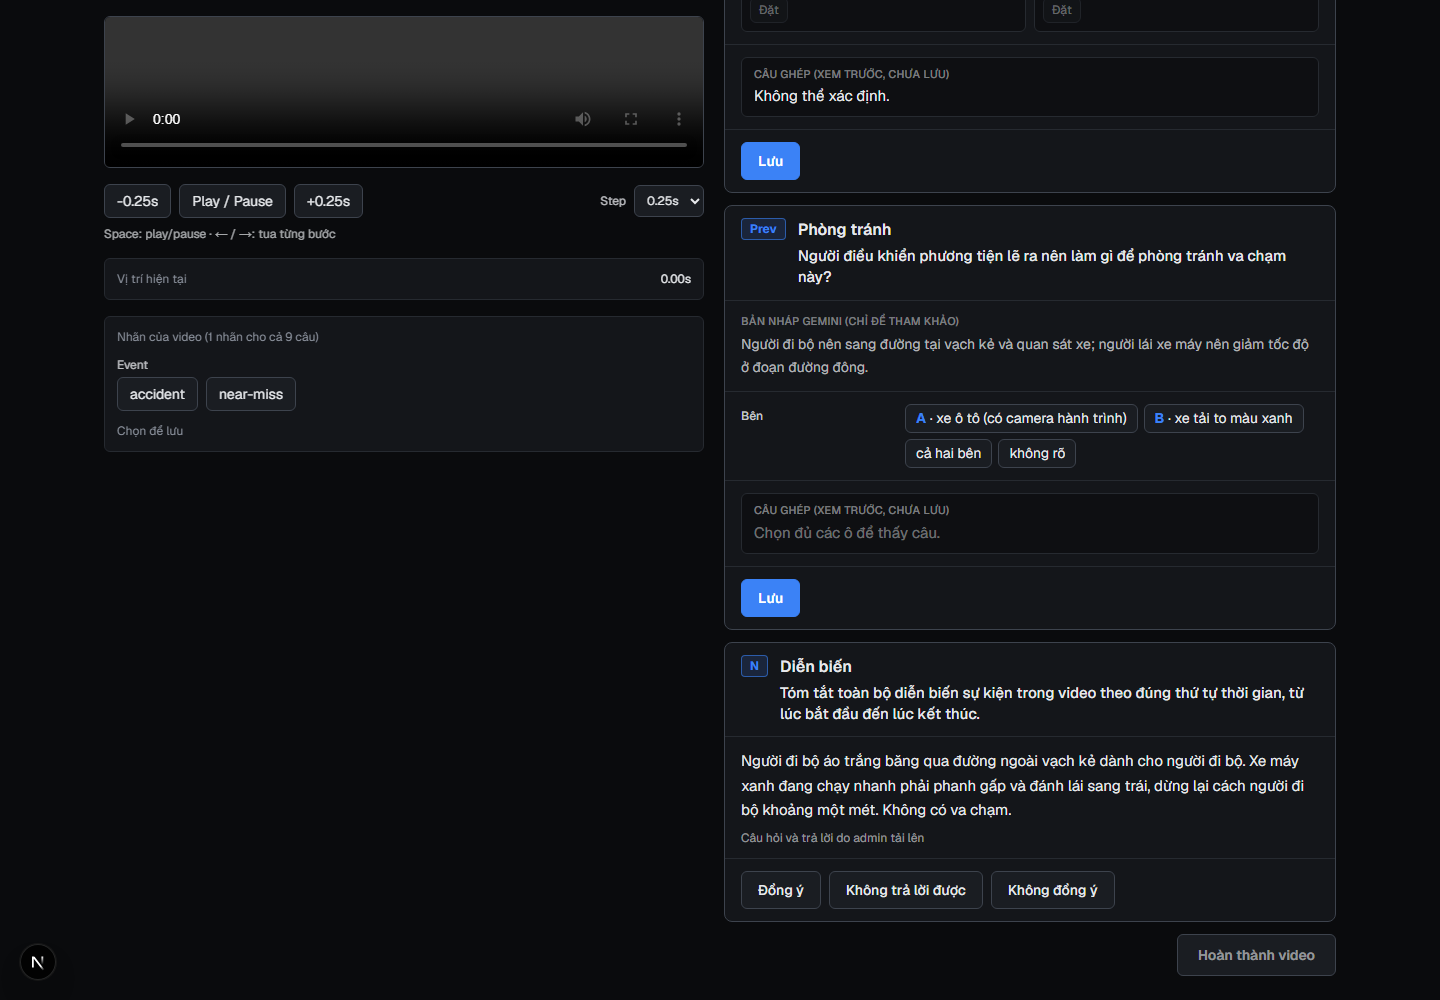 0:00
-0.25s
Play / Pause
+0.25s
Step
0.25s
Space: play/pause · ← / →: tua từng bước
Vị trí hiện tại
0.00s
Nhãn của video (1 nhãn cho cả 9 câu)
Event
accident
near-miss
Chọn để lưu
Đặt
Đặt
CÂU GHÉP (XEM TRƯỚC, CHƯA LƯU)
Không thể xác định.
Lưu
Prev
Phòng tránh
Người điều khiển phương tiện lẽ ra nên làm gì để phòng tránh va chạm
này?
BẢN NHÁP GEMINI (CHỈ ĐỂ THAM KHẢO)
Người đi bộ nên sang đường tại vạch kẻ và quan sát xe; người lái xe máy nên giảm tốc độ
ở đoạn đường đông.
Bên
A · xe ô tô (có camera hành trình)
B · xe tải to màu xanh
cả hai bên
không rõ
CÂU GHÉP (XEM TRƯỚC, CHƯA LƯU)
Chọn đủ các ô để thấy câu.
Lưu
N
Diễn biến
Tóm tắt toàn bộ diễn biến sự kiện trong video theo đúng thứ tự thời gian, từ
lúc bắt đầu đến lúc kết thúc.
Người đi bộ áo trắng băng qua đường ngoài vạch kẻ dành cho người đi bộ. Xe máy
xanh đang chạy nhanh phải phanh gấp và đánh lái sang trái, dừng lại cách người đi
bộ khoảng một mét. Không có va chạm.
Câu hỏi và trả lời do admin tải lên
Đồng ý
Không trả lời được
Không đồng ý
Hoàn thành video
N